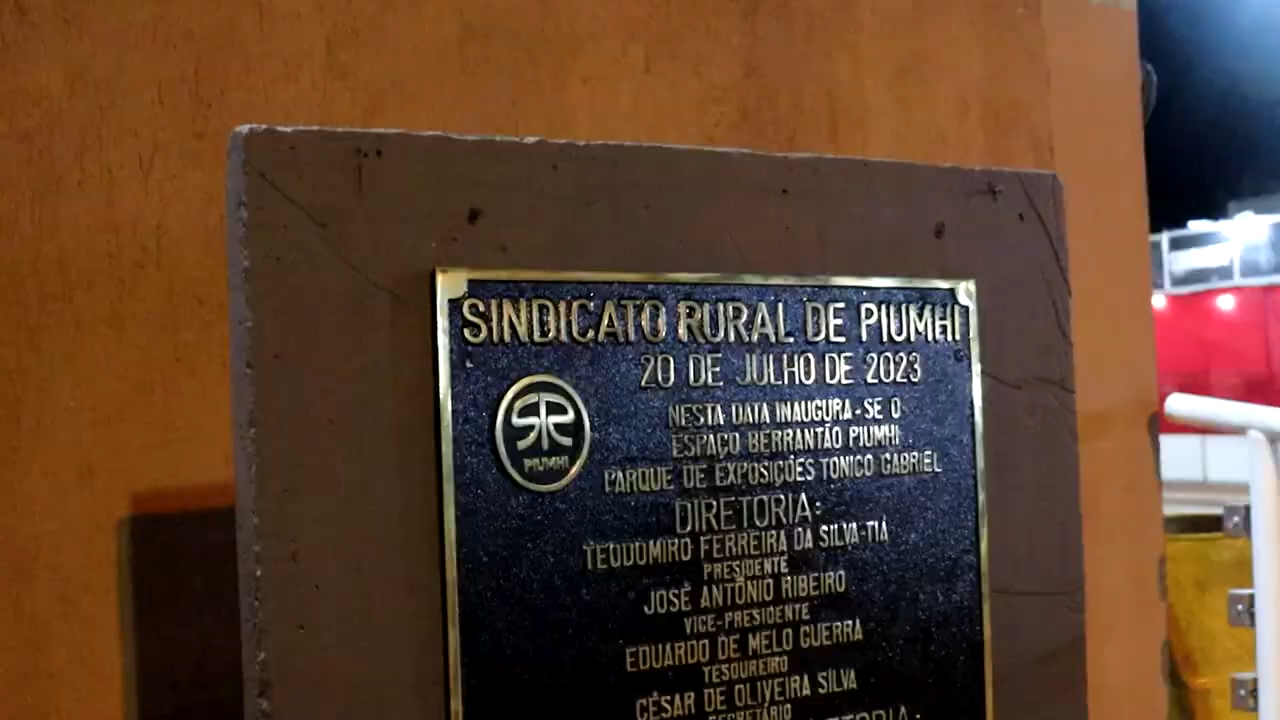 SINDICATO RURAL DE PIUMHI
20 DE JULHO DE 2023
SR
PIUMHI
NESTA DATA INAUGURA-SE O
ESPAÇO BERRANTÃO PIUMHI
PARQUE DE EXPOSIÇÕES TONICO GABRIEL
DIRETORIA:
TEODOMIRO FERREIRA DA SILVA-TIÁ
PRESIDENTE
JOSÉ ANTÔNIO RIBEIRO
VICE-PRESIDENTE
EDUARDO DE MELO GUERRA
TESOUREIRO
CÉSAR DE OLIVEIRA SILVA
SECRETÁRIO